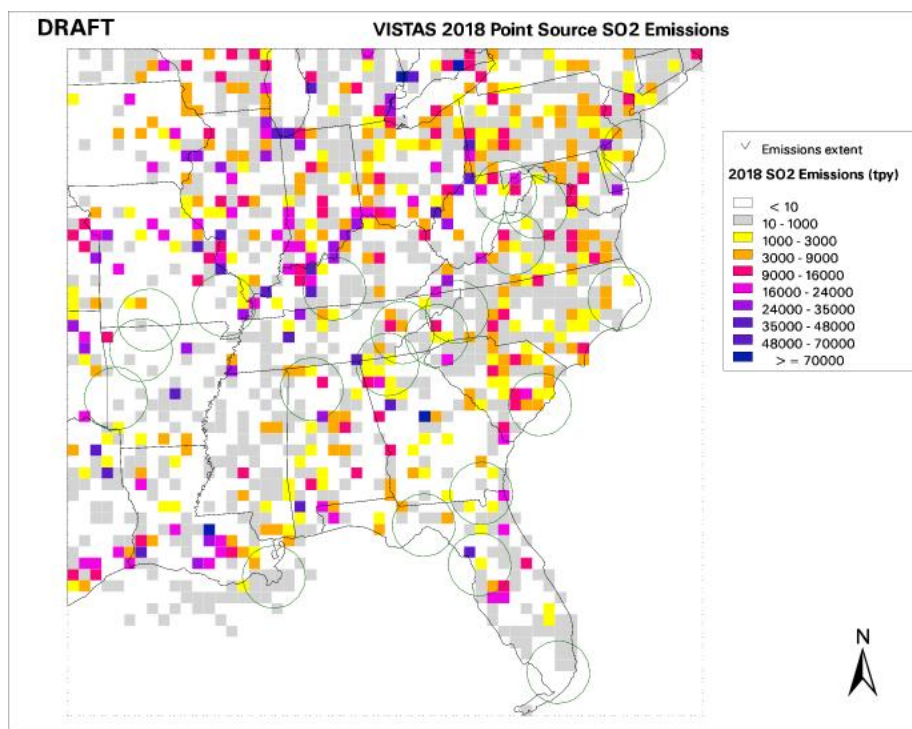 DRAFT
VISTAS 2018 Point Source SO2 Emissions
Emissions extent
2018 SO2 Emissions (tpy)
< 10
10 - 1000
1000 - 3000
3000 - 9000
9000 - 16000
16000 - 24000
24000 - 35000
35000 - 48000
48000 - 70000
> = 70000
N